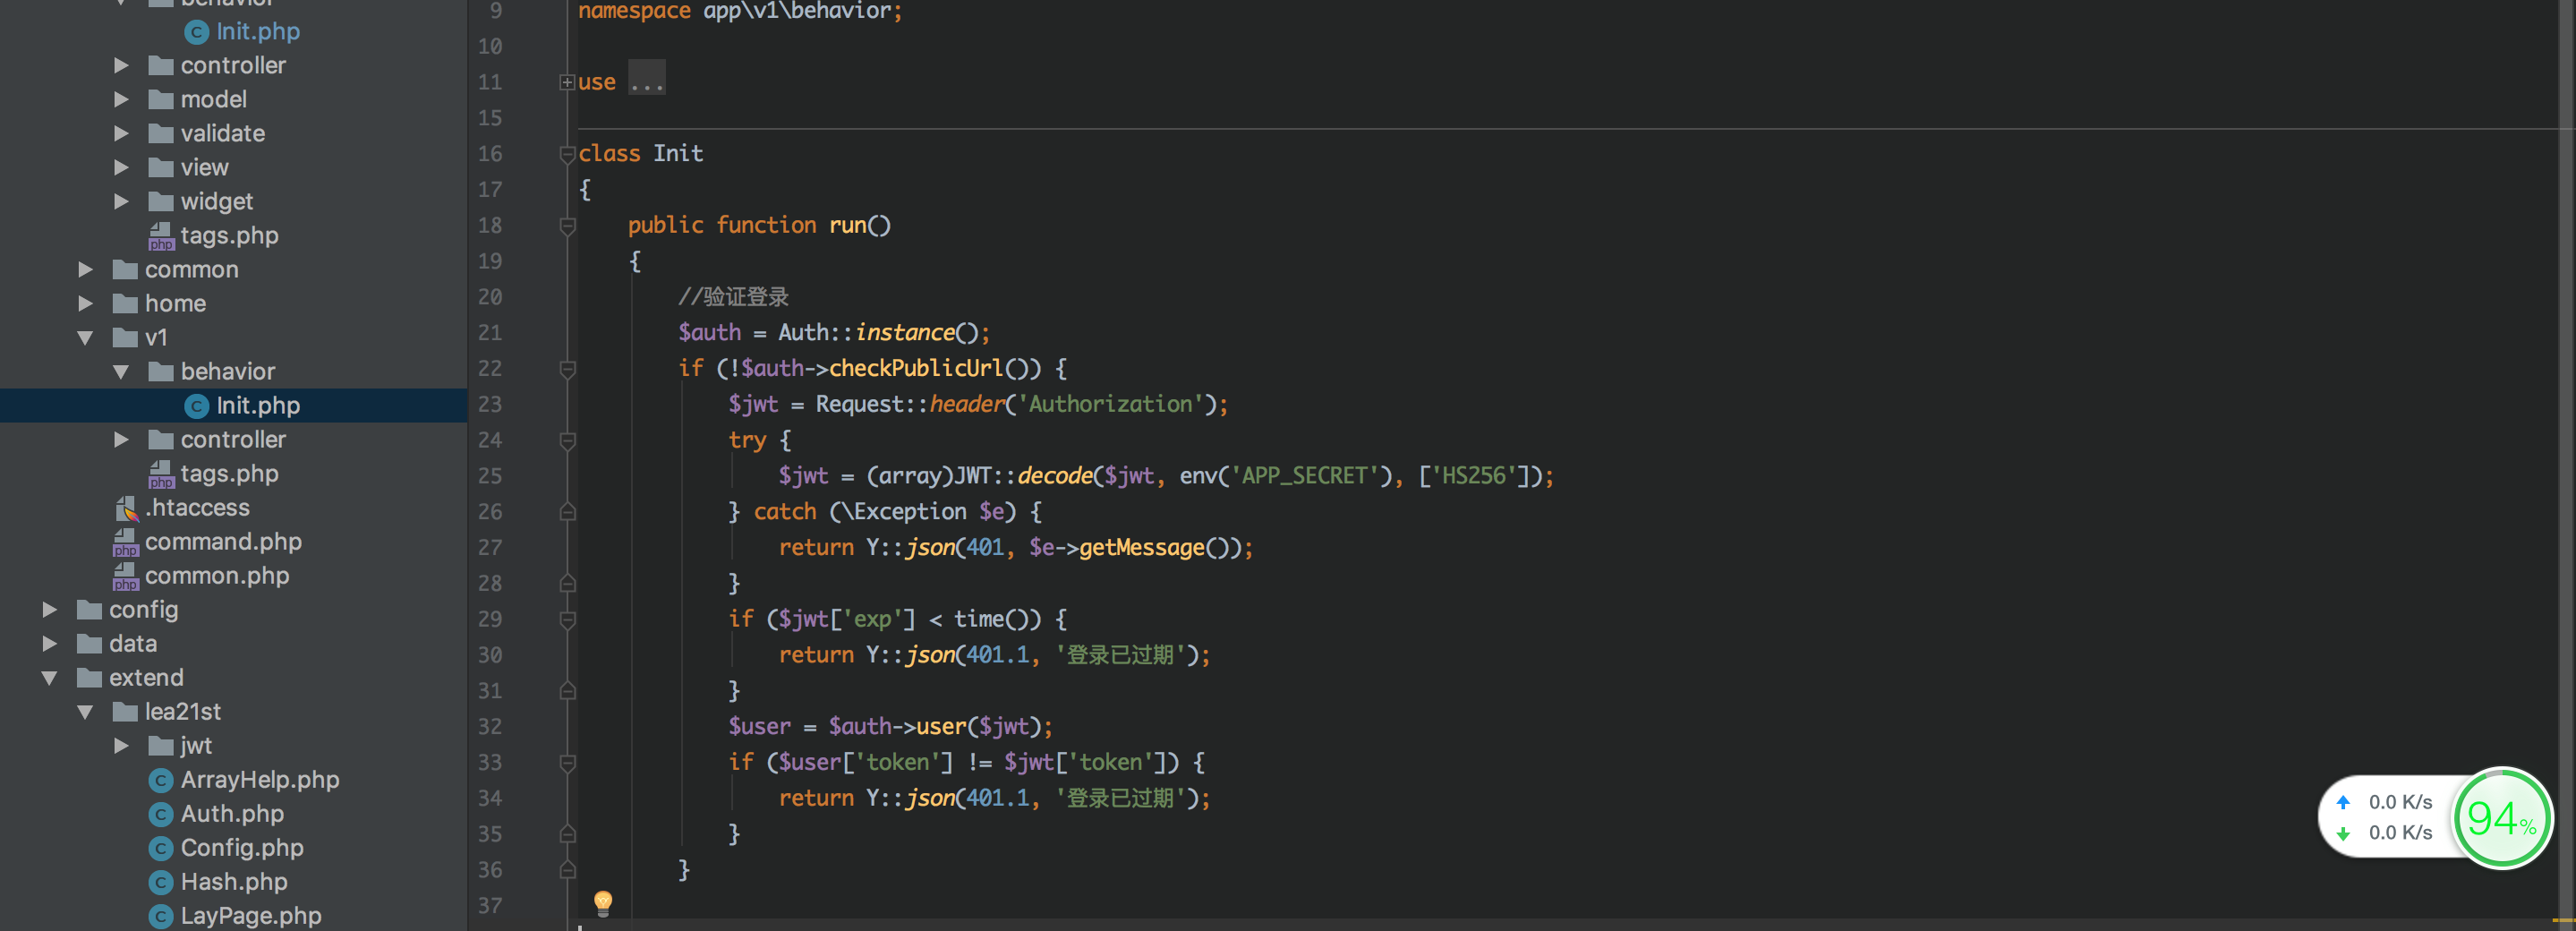 behavior
Init.php
controller
model
validate
view
widget
tags.php
common
home
v1
behavior
Init.php
controller
tags.php
.htaccess
command.php
common.php
config
data
extend
lea21st
jwt
ArrayHelp.php
Auth.php
Config.php
Hash.php
LayPage.php
9 namespace app\v1\behavior;
10
11 use ...
15
16 class Init
17 {
18 public function run()
19 {
20 //验证登录
21 $auth = Auth::instance();
22 if (!$auth->checkPublicUrl()) {
23 $jwt = Request::header('Authorization');
24 try {
25 $jwt = (array)JWT::decode($jwt, env('APP_SECRET'), ['HS256']);
26 } catch (\Exception $e) {
27 return Y::json(401, $e->getMessage());
28 }
29 if ($jwt['exp'] < time()) {
30 return Y::json(401.1, '登录已过期');
31 }
32 $user = $auth->user($jwt);
33 if ($user['token'] != $jwt['token']) {
34 return Y::json(401.1, '登录已过期');
35 }
36 }
37
0.0 K/s
0.0 K/s
94%